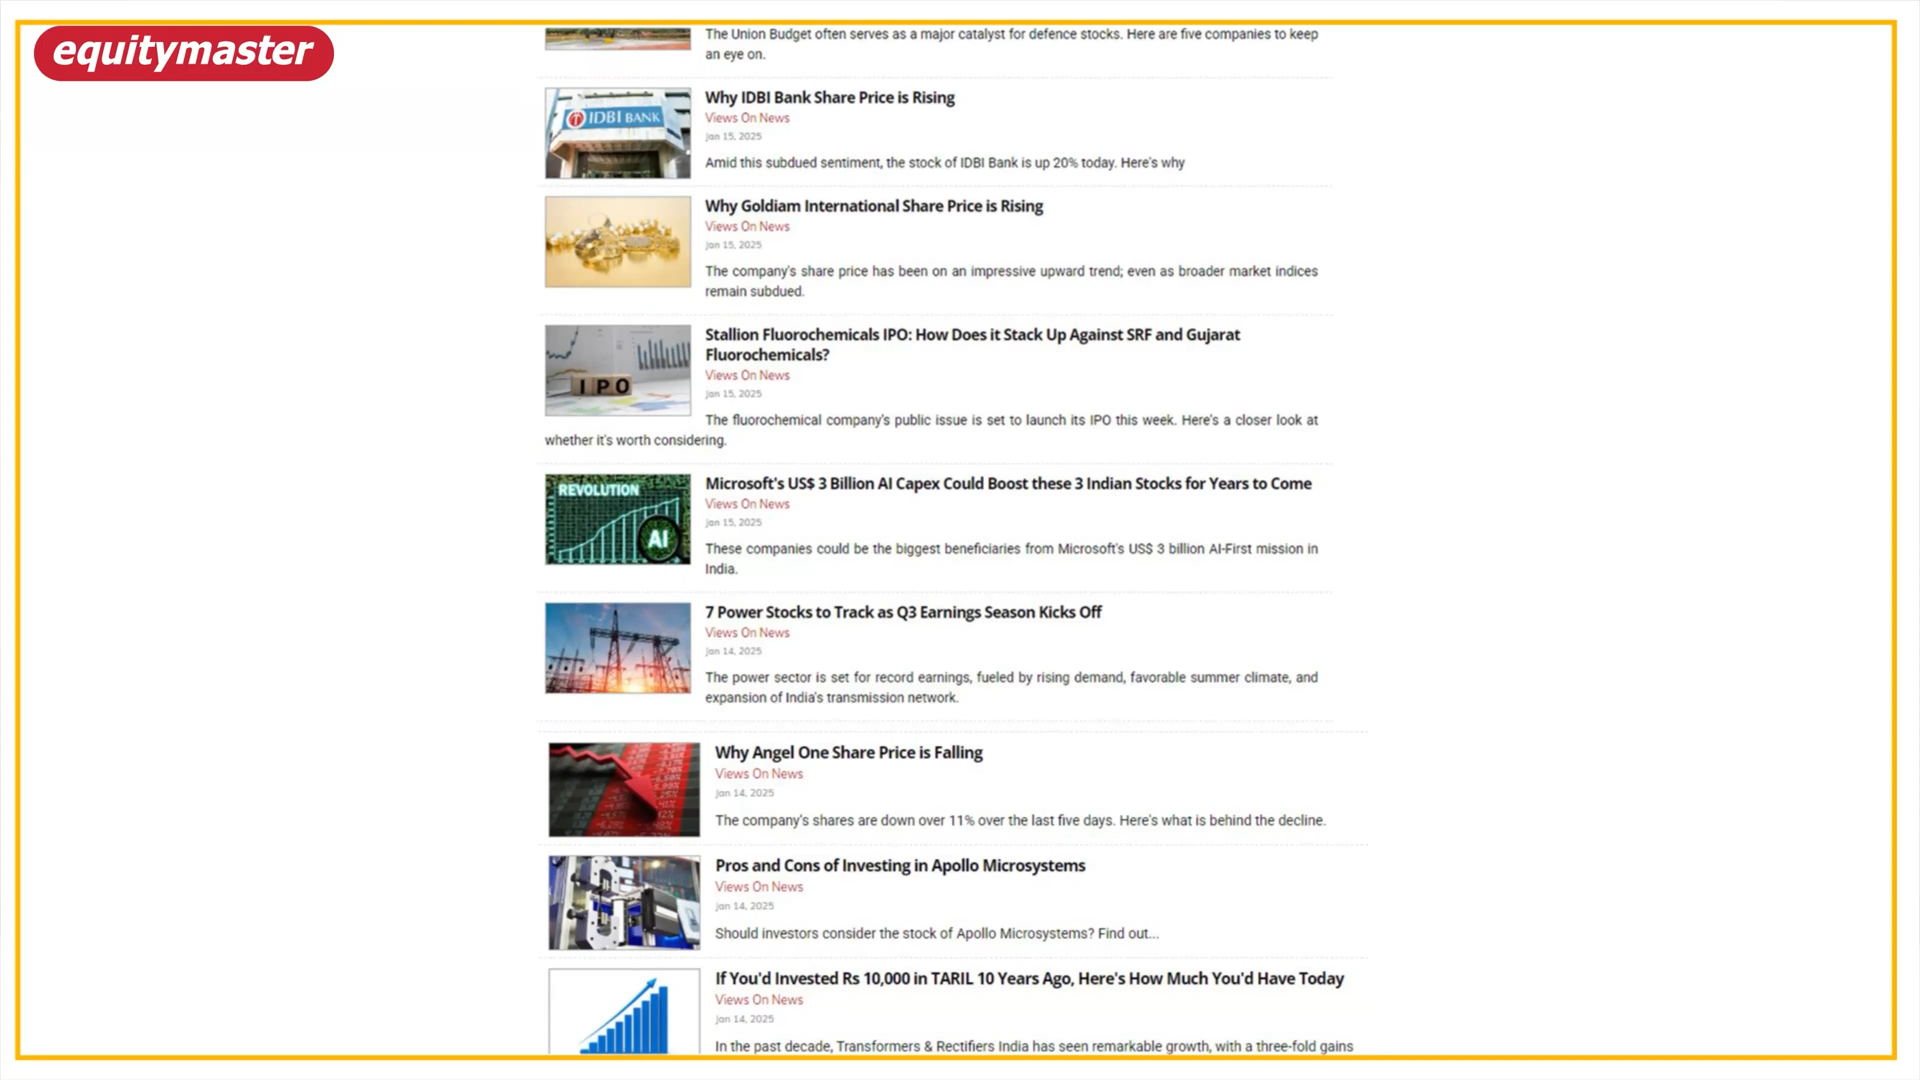 equitymaster
The Union Budget often serves as a major catalyst for defence stocks. Here are five companies to keep
an eye on.
IDBI BANK
Why IDBI Bank Share Price is Rising
Views On News
Jan 15, 2025
Amid this subdued sentiment, the stock of IDBI Bank is up 20% today. Here's why
Why Goldiam International Share Price is Rising
Views On News
Jan 15, 2025
The company's share price has been on an impressive upward trend; even as broader market indices
remain subdued.
IPO
Stallion Fluorochemicals IPO: How Does it Stack Up Against SRF and Gujarat
Fluorochemicals?
Views On News
Jan 15, 2025
The fluorochemical company's public issue is set to launch its IPO this week. Here's a closer look at
whether it's worth considering.
REVOLUTION
AI
Microsoft's US$ 3 Billion AI Capex Could Boost these 3 Indian Stocks for Years to Come
Views On News
Jan 15, 2025
These companies could be the biggest beneficiaries from Microsoft's US$ 3 billion AI-First mission in
India.
7 Power Stocks to Track as Q3 Earnings Season Kicks Off
Views On News
Jan 14, 2025
The power sector is set for record earnings, fueled by rising demand, favorable summer climate, and
expansion of India's transmission network.
Why Angel One Share Price is Falling
Views On News
Jan 14, 2025
The company's shares are down over 11% over the last five days. Here's what is behind the decline.
Pros and Cons of Investing in Apollo Microsystems
Views On News
Jan 14, 2025
Should investors consider the stock of Apollo Microsystems? Find out...
If You'd Invested Rs 10,000 in TARIL 10 Years Ago, Here's How Much You'd Have Today
Views On News
Jan 14, 2025
In the past decade, Transformers & Rectifiers India has seen remarkable growth, with a three-fold gains